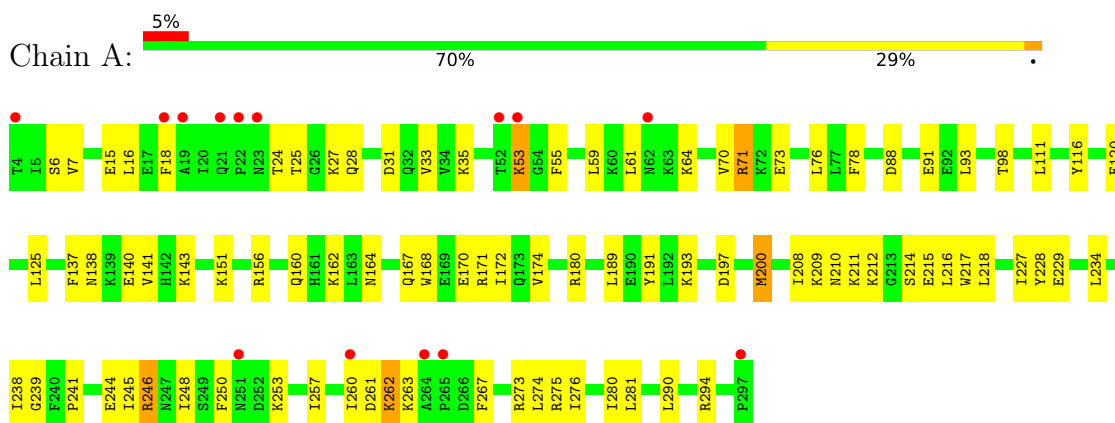 5%
Chain A:
70% 29% •
T4 I5 S6 V7 E15 L16 E17 F18 A19 I20 Q21 P22 N23 T24 T25 G26 K27 Q28 D31 Q32 V33 V34 K35 T52 K53 G54 F55 L59 K60 L61 N62 K63 K64 V70 R71 K72 E73 L76 L77 F78 D88 E91 E92 L93 T98 L111 Y116
L125 F137 N138 K139 E140 V141 H142 K143 K151 R156 Q160 H161 K162 L163 N164 Q167 W168 E169 E170 R171 I172 Q173 V174 R180 L189 E190 Y191 L192 K193 D197 M200 I208 K209 N210 K211 K212 G213 S214 E215 L216 W217 L218 I227 Y228 E229 L234
I238 G239 F240 P241 E244 I245 R246 N247 I248 S249 F250 N251 D252 K253 I257 I260 D261 K262 K263 A264 P265 D266 F267 R273 L274 R275 I276 I280 L281 L290 R294 P297